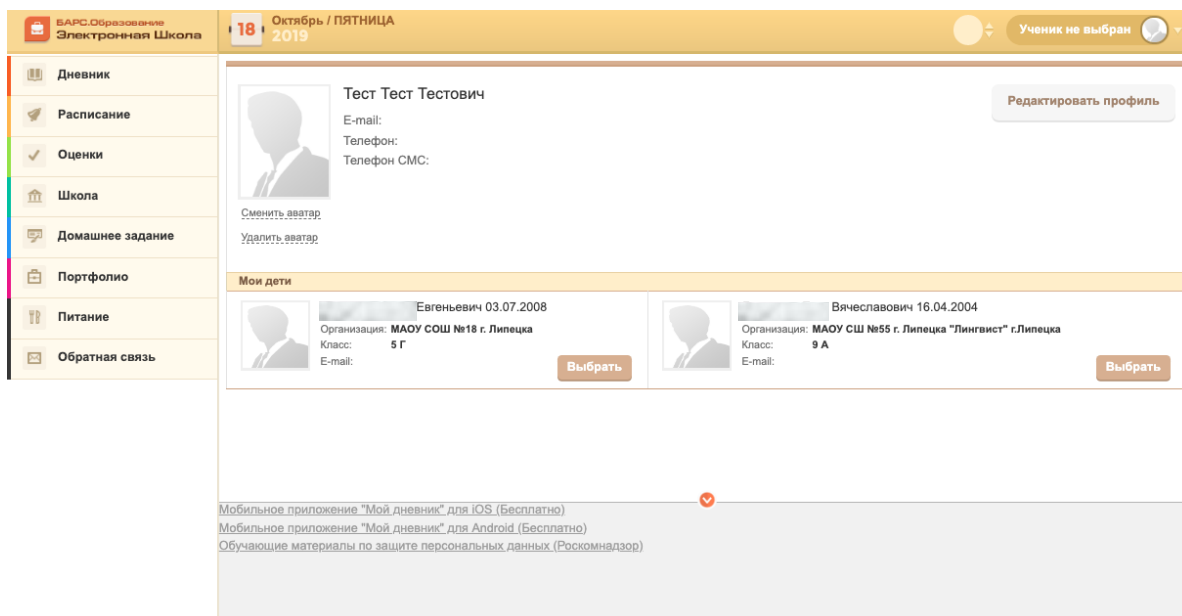 БАРС.Образование
Электронная Школа
18
Октябрь / ПЯТНИЦА
2019
Ученик не выбран
Дневник
Расписание
Оценки
Школа
Домашнее задание
Портфолио
Питание
Обратная связь
Тест Тест Тестович
E-mail:
Телефон:
Телефон СМС:
Редактировать профиль
Сменить аватар
Удалить аватар
Мои дети
Евгеньевич 03.07.2008
Организация: МАОУ СОШ №18 г. Липецка
Класс: 5 Г
E-mail:
Выбрать
Вячеславович 16.04.2004
Организация: МАОУ СШ №55 г. Липецка "Лингвист" г.Липецка
Класс: 9 А
E-mail:
Выбрать
Мобильное приложение "Мой дневник" для iOS (Бесплатно)
Мобильное приложение "Мой дневник" для Android (Бесплатно)
Обучающие материалы по защите персональных данных (Роскомнадзор)